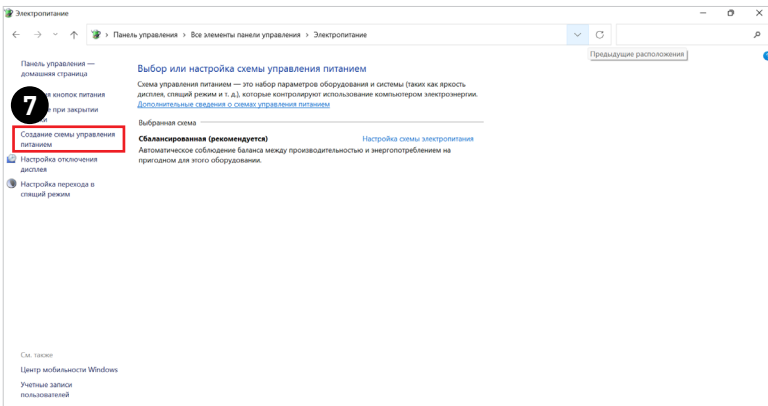 Электропитание
Панель управления › Все элементы панели управления › Электропитание
Предыдущие расположения
Панель управления —
домашняя страница
кнопок питания
при закрытии
7
Создание схемы управления
питанием
Настройка отключения
дисплея
Настройка перехода в
спящий режим
Выбор или настройка схемы управления питанием
Схема управления питанием — это набор параметров оборудования и системы (таких как яркость
дисплея, спящий режим и т. д.), которые контролируют использование компьютером электроэнергии.
Дополнительные сведения о схемах управления питанием
Выбранная схема
Сбалансированная (рекомендуется) Настройка схемы электропитания
Автоматическое соблюдение баланса между производительностью и энергопотреблением на
пригодном для этого оборудовании.
См. также
Центр мобильности Windows
Учетные записи
пользователей